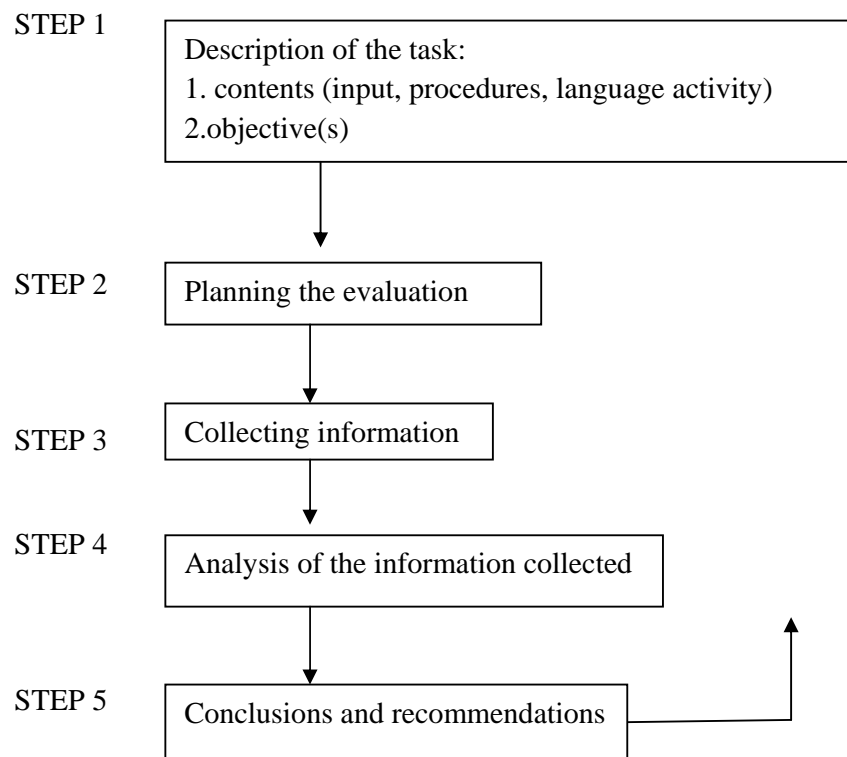 STEP 1
Description of the task:
1. contents (input, procedures, language activity)
2.objective(s)
STEP 2
Planning the evaluation
STEP 3
Collecting information
STEP 4
Analysis of the information collected
STEP 5
Conclusions and recommendations